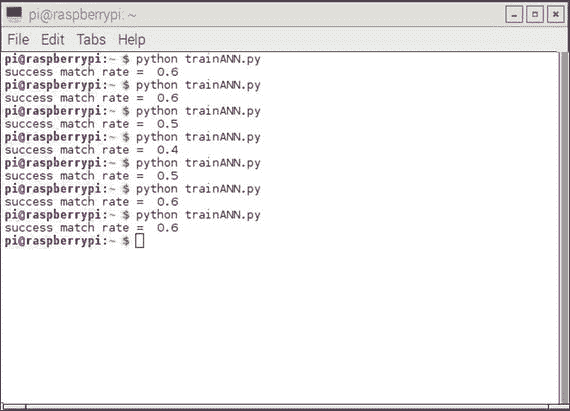 pi@raspberrypi: ~
File Edit Tabs Help
pi@raspberrypi:~ $ python trainANN.py
success match rate =  0.6
pi@raspberrypi:~ $ python trainANN.py
success match rate =  0.6
pi@raspberrypi:~ $ python trainANN.py
success match rate =  0.5
pi@raspberrypi:~ $ python trainANN.py
success match rate =  0.4
pi@raspberrypi:~ $ python trainANN.py
success match rate =  0.5
pi@raspberrypi:~ $ python trainANN.py
success match rate =  0.6
pi@raspberrypi:~ $ python trainANN.py
success match rate =  0.6
pi@raspberrypi:~ $